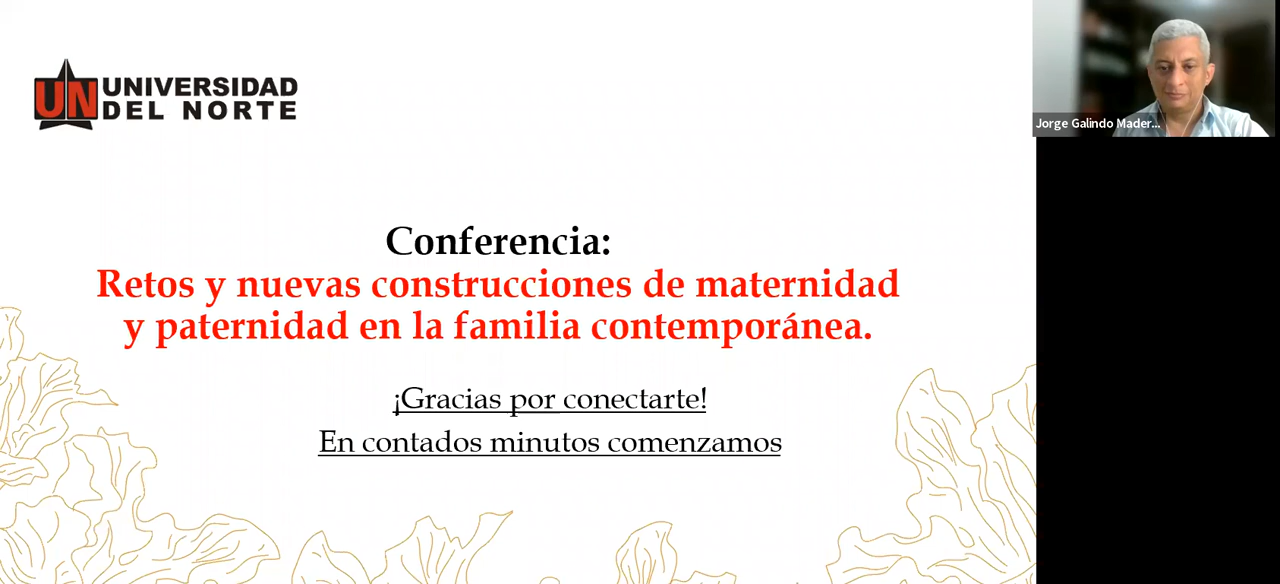 UN UNIVERSIDAD
DEL NORTE
Jorge Galindo Mader...
Conferencia:
Retos y nuevas construcciones de maternidad
y paternidad en la familia contemporánea.
¡Gracias por conectarte!
En contados minutos comenzamos